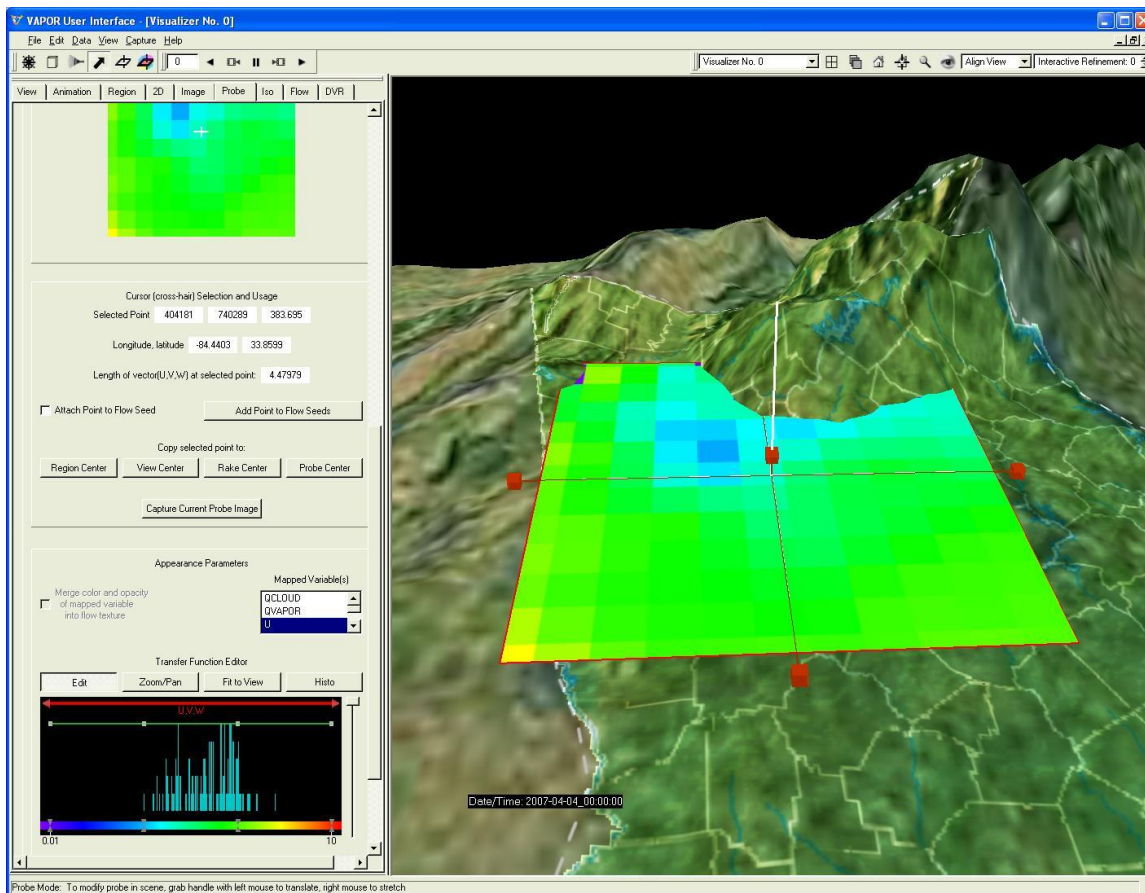 VAPOR User Interface - [Visualizer No. 0]
File Edit Data View Capture Help
0
Visualizer No. 0
Align View
Interactive Refinement: 0
View Animation Region 2D Image Probe Iso Flow DVR
Cursor (cross-hair) Selection and Usage
Selected Point 404181 740289 383.695
Longitude, latitude -84.4403 33.8599
Length of vector(U,V,W) at selected point: 4.47979
Attach Point to Flow Seed
Add Point to Flow Seeds
Copy selected point to:
Region Center View Center Rake Center Probe Center
Capture Current Probe Image
Appearance Parameters
Merge color and opacity
of mapped variable
into flow texture
Mapped Variable(s)
QCLOUD
QVAPOR
U
Transfer Function Editor
Edit Zoom/Pan Fit to View Histo
U,V,W
0.01 10
Date/Time: 2007-04-04_00:00:00
Probe Mode: To modify probe in scene, grab handle with left mouse to translate, right mouse to stretch